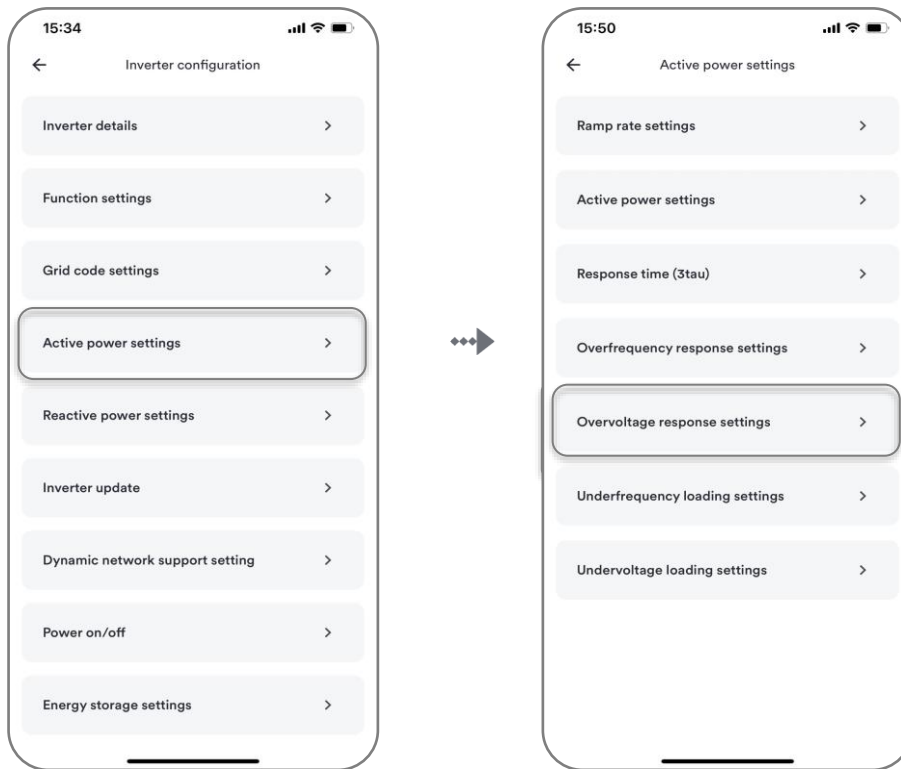 15:34
Inverter configuration
Inverter details
Function settings
Grid code settings
Active power settings
Reactive power settings
Inverter update
Dynamic network support setting
Power on/off
Energy storage settings
15:50
Active power settings
Ramp rate settings
Active power settings
Response time (3tau)
Overfrequency response settings
Overvoltage response settings
Underfrequency loading settings
Undervoltage loading settings